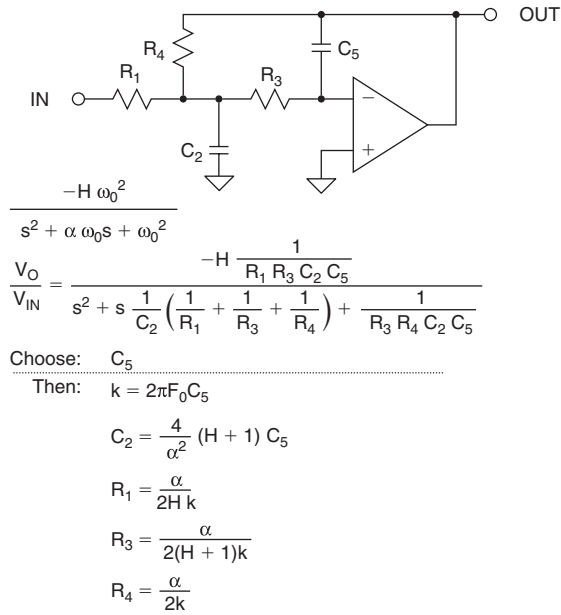 OUT
R4 C5
R1 R3
IN
−
+
C2
−H ω0²
s² + α ω0s + ω0²
VO/VIN = −H 1/(R1 R3 C2 C5)
s² + s 1/C2 (1/R1 + 1/R3 + 1/R4) + 1/(R3 R4 C2 C5)
Choose: C5
Then: k = 2πF0C5
C2 = 4/α² (H + 1) C5
R1 = α/(2H k)
R3 = α/(2(H + 1)k)
R4 = α/(2k)